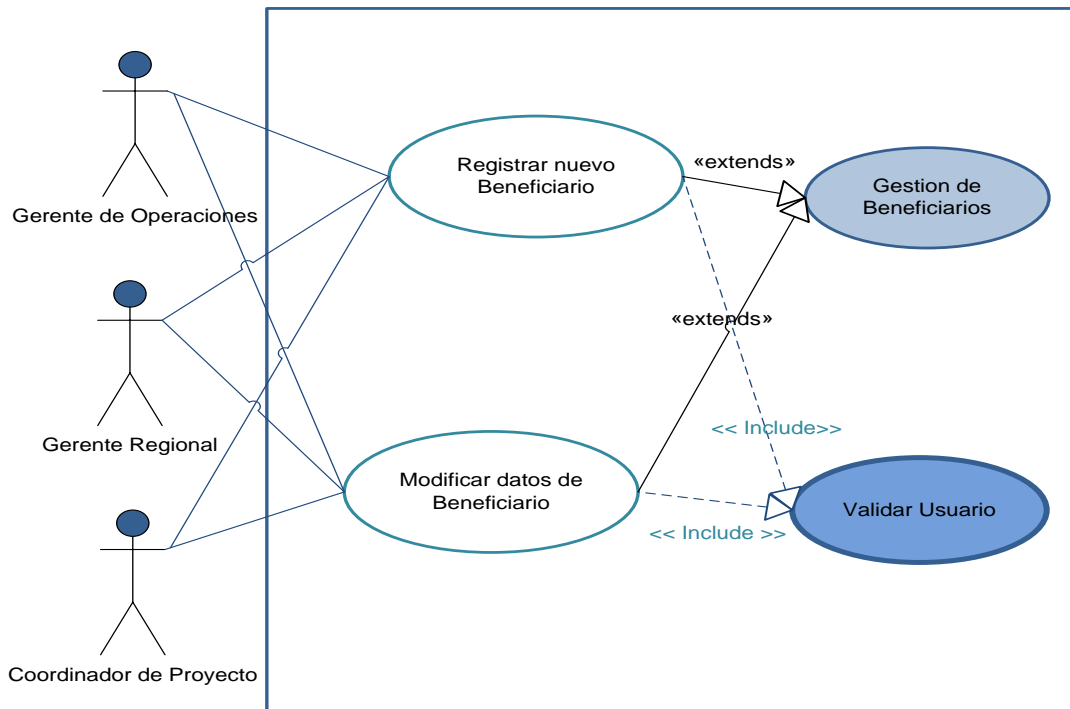 Gerente de Operaciones
Gerente Regional
Coordinador de Proyecto
Registrar nuevo
Beneficiario
Modificar datos de
Beneficiario
«extends»
«extends»
<< Include>>
<< Include >>
Gestion de
Beneficiarios
Validar Usuario